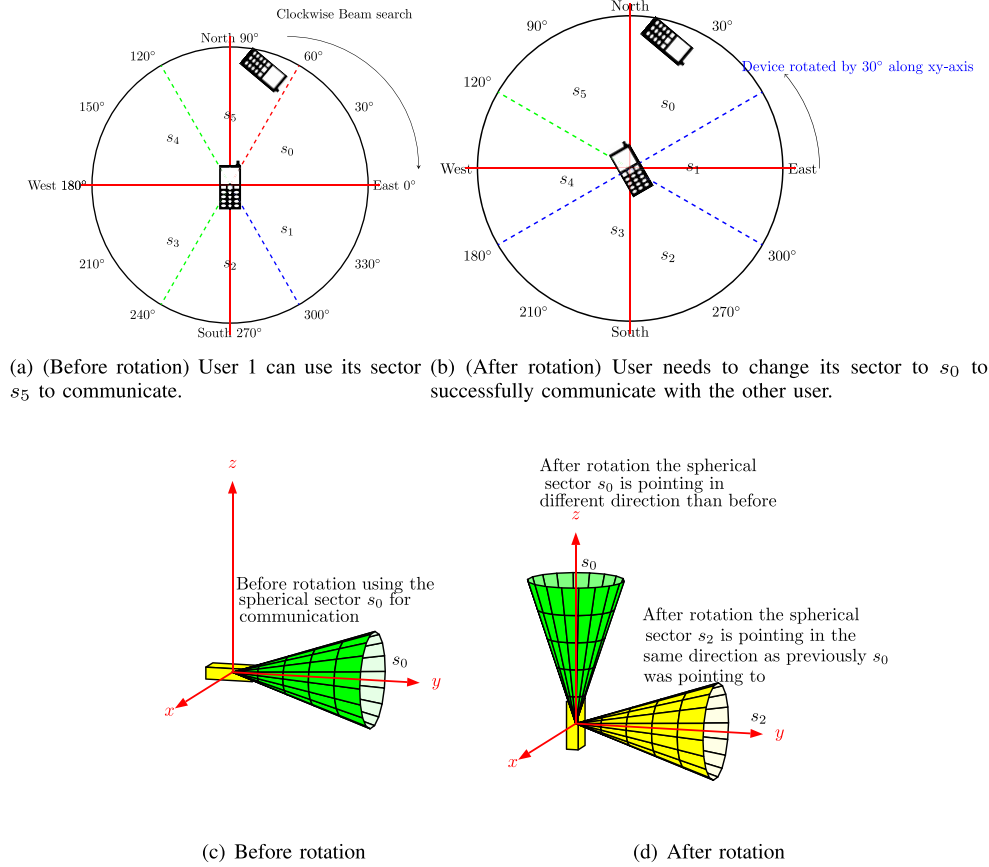 Clockwise Beam search
North 90°
120°
60°
150°
30°
s5
s4
s0
West 180°
East 0°
s3
s1
s2
210°
330°
240°
300°
South 270°
(a) (Before rotation) User 1 can use its sector
s5 to communicate.
North
90°
30°
Device rotated by 30° along xy-axis
120°
s5
s0
West
s1
East
s4
s3
s2
180°
300°
210°
270°
South
(b) (After rotation) User needs to change its sector to s0 to
successfully communicate with the other user.
z
Before rotation using the
spherical sector s0 for
communication
s0
y
x
(c) Before rotation
After rotation the spherical
sector s0 is pointing in
different direction than before
z
s0
After rotation the spherical
sector s2 is pointing in the
same direction as previously s0
was pointing to
s2
y
x
(d) After rotation